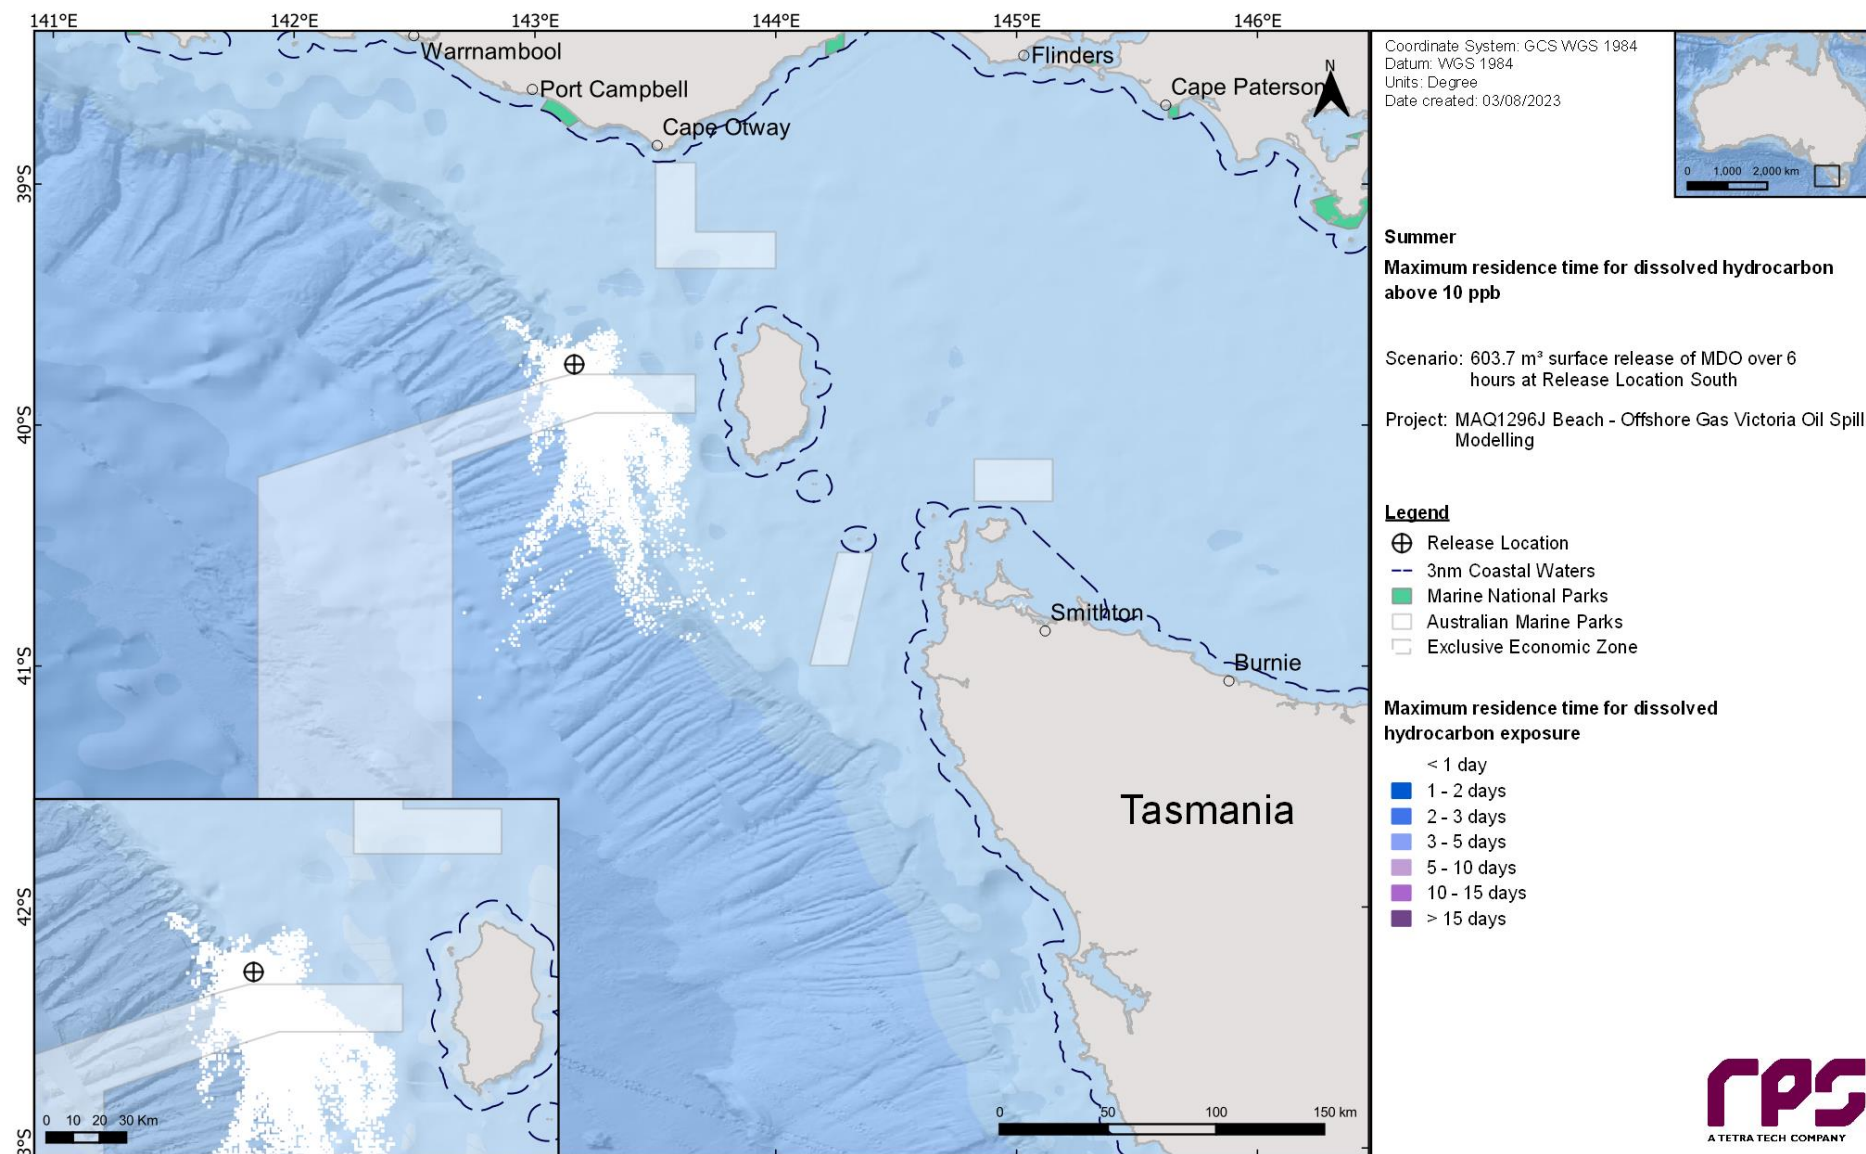 141°E 142°E 143°E 144°E 145°E 146°E
Warrnambool
Port Campbell
Cape Otway
Flinders
Cape Paterson
N
39°S
40°S
41°S
42°S
Smithton
Burnie
Tasmania
0 10 20 30 Km
0 50 100 150 km
Coordinate System: GCS WGS 1984
Datum: WGS 1984
Units: Degree
Date created: 03/08/2023
0 1,000 2,000 km
Summer
Maximum residence time for dissolved hydrocarbon
above 10 ppb
Scenario: 603.7 m³ surface release of MDO over 6
hours at Release Location South
Project: MAQ1296J Beach - Offshore Gas Victoria Oil Spill
Modelling
Legend
Release Location
3nm Coastal Waters
Marine National Parks
Australian Marine Parks
Exclusive Economic Zone
Maximum residence time for dissolved
hydrocarbon exposure
< 1 day
1 - 2 days
2 - 3 days
3 - 5 days
5 - 10 days
10 - 15 days
> 15 days
rps
A TETRA TECH COMPANY